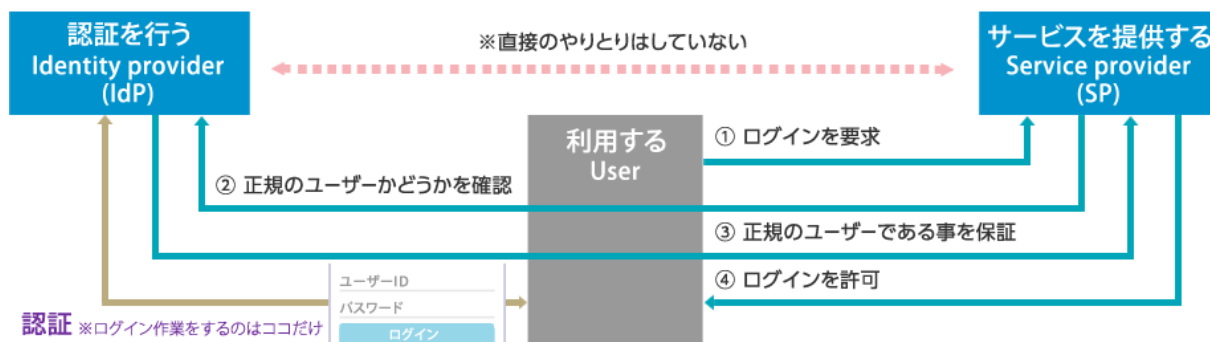 認証を行う
Identity provider
(IdP)
※直接のやりとりはしていない
サービスを提供する
Service provider
(SP)
利用する
User
① ログインを要求
② 正規のユーザーかどうかを確認
③ 正規のユーザーである事を保証
④ ログインを許可
ユーザーID
パスワード
ログイン
認証 ※ログイン作業をするのはココだけ